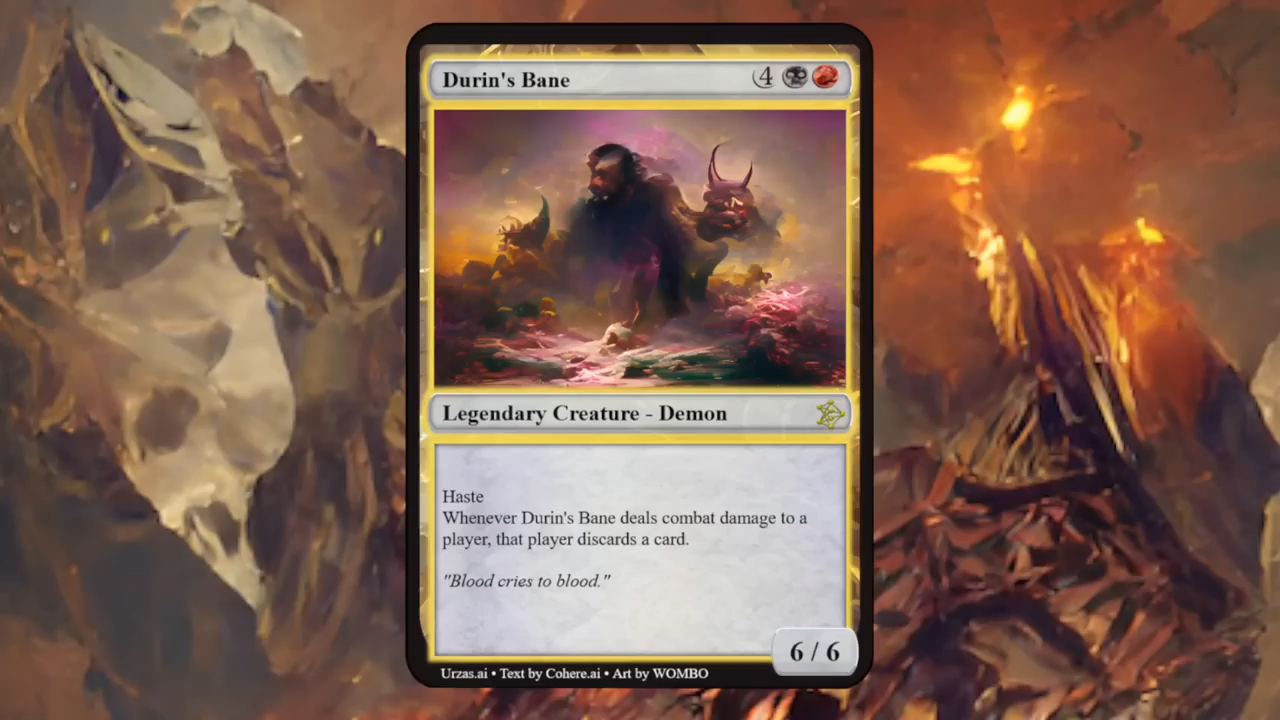 Durin's Bane 4
Legendary Creature - Demon
Haste
Whenever Durin's Bane deals combat damage to a
player, that player discards a card.
"Blood cries to blood."
6 / 6
Urzas.ai • Text by Cohere.ai • Art by WOMBO